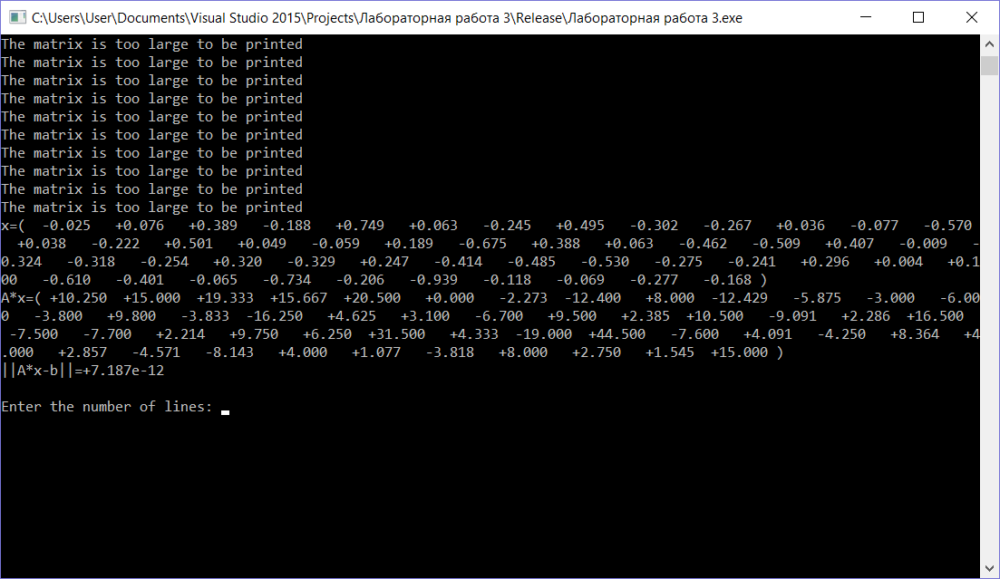 C:\Users\User\Documents\Visual Studio 2015\Projects\Лабораторная работа 3\Release\Лабораторная работа 3.exe
The matrix is too large to be printed
The matrix is too large to be printed
The matrix is too large to be printed
The matrix is too large to be printed
The matrix is too large to be printed
The matrix is too large to be printed
The matrix is too large to be printed
The matrix is too large to be printed
The matrix is too large to be printed
The matrix is too large to be printed
x=(  -0.025   +0.076   +0.389   -0.188   +0.749   +0.063   -0.245   +0.495   -0.302   -0.267   +0.036   -0.077   -0.570
  +0.038   -0.222   +0.501   +0.049   -0.059   +0.189   -0.675   +0.388   +0.063   -0.462   -0.509   +0.407   -0.009   -
0.324   -0.318   -0.254   +0.320   -0.329   +0.247   -0.414   -0.485   -0.530   -0.275   -0.241   +0.296   +0.004   +0.1
00   -0.610   -0.401   -0.065   -0.734   -0.206   -0.939   -0.118   -0.069   -0.277   -0.168 )
A*x=( +10.250  +15.000  +19.333  +15.667  +20.500   +0.000   -2.273  -12.400   +8.000  -12.429   -5.875   -3.000   -6.00
0   -3.800   +9.800   -3.833  -16.250   +4.625   +3.100   -6.700   +9.500   +2.385  +10.500   -9.091   +2.286  +16.500
 -7.500   -7.700   +2.214   +9.750   +6.250  +31.500   +4.333  -19.000  +44.500   -7.600   +4.091   -4.250   +8.364   +4
.000   +2.857   -4.571   -8.143   +4.000   +1.077   -3.818   +8.000   +2.750   +1.545  +15.000 )
||A*x-b||=+7.187e-12
Enter the number of lines: